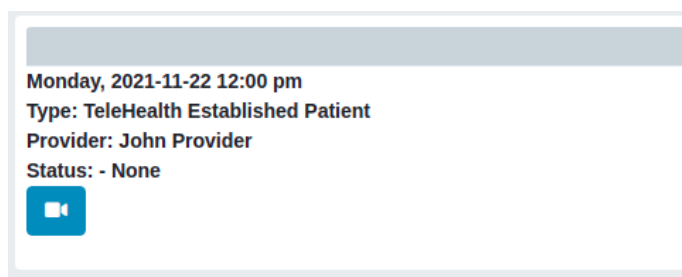 Monday, 2021-11-22 12:00 pm
Type: TeleHealth Established Patient
Provider: John Provider
Status: - None